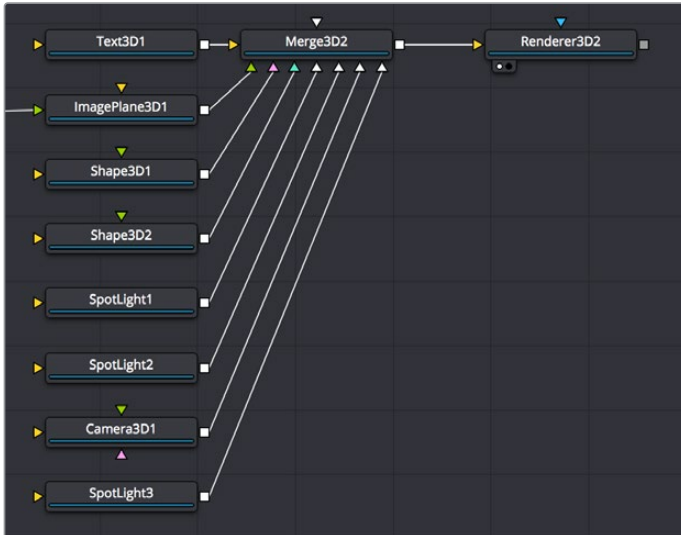 Text3D1
Merge3D2
Renderer3D2
ImagePlane3D1
Shape3D1
Shape3D2
SpotLight1
SpotLight2
Camera3D1
SpotLight3